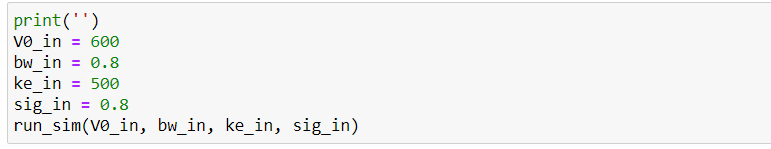 print('')
V0_in = 600
bw_in = 0.8
ke_in = 500
sig_in = 0.8
run_sim(V0_in, bw_in, ke_in, sig_in)